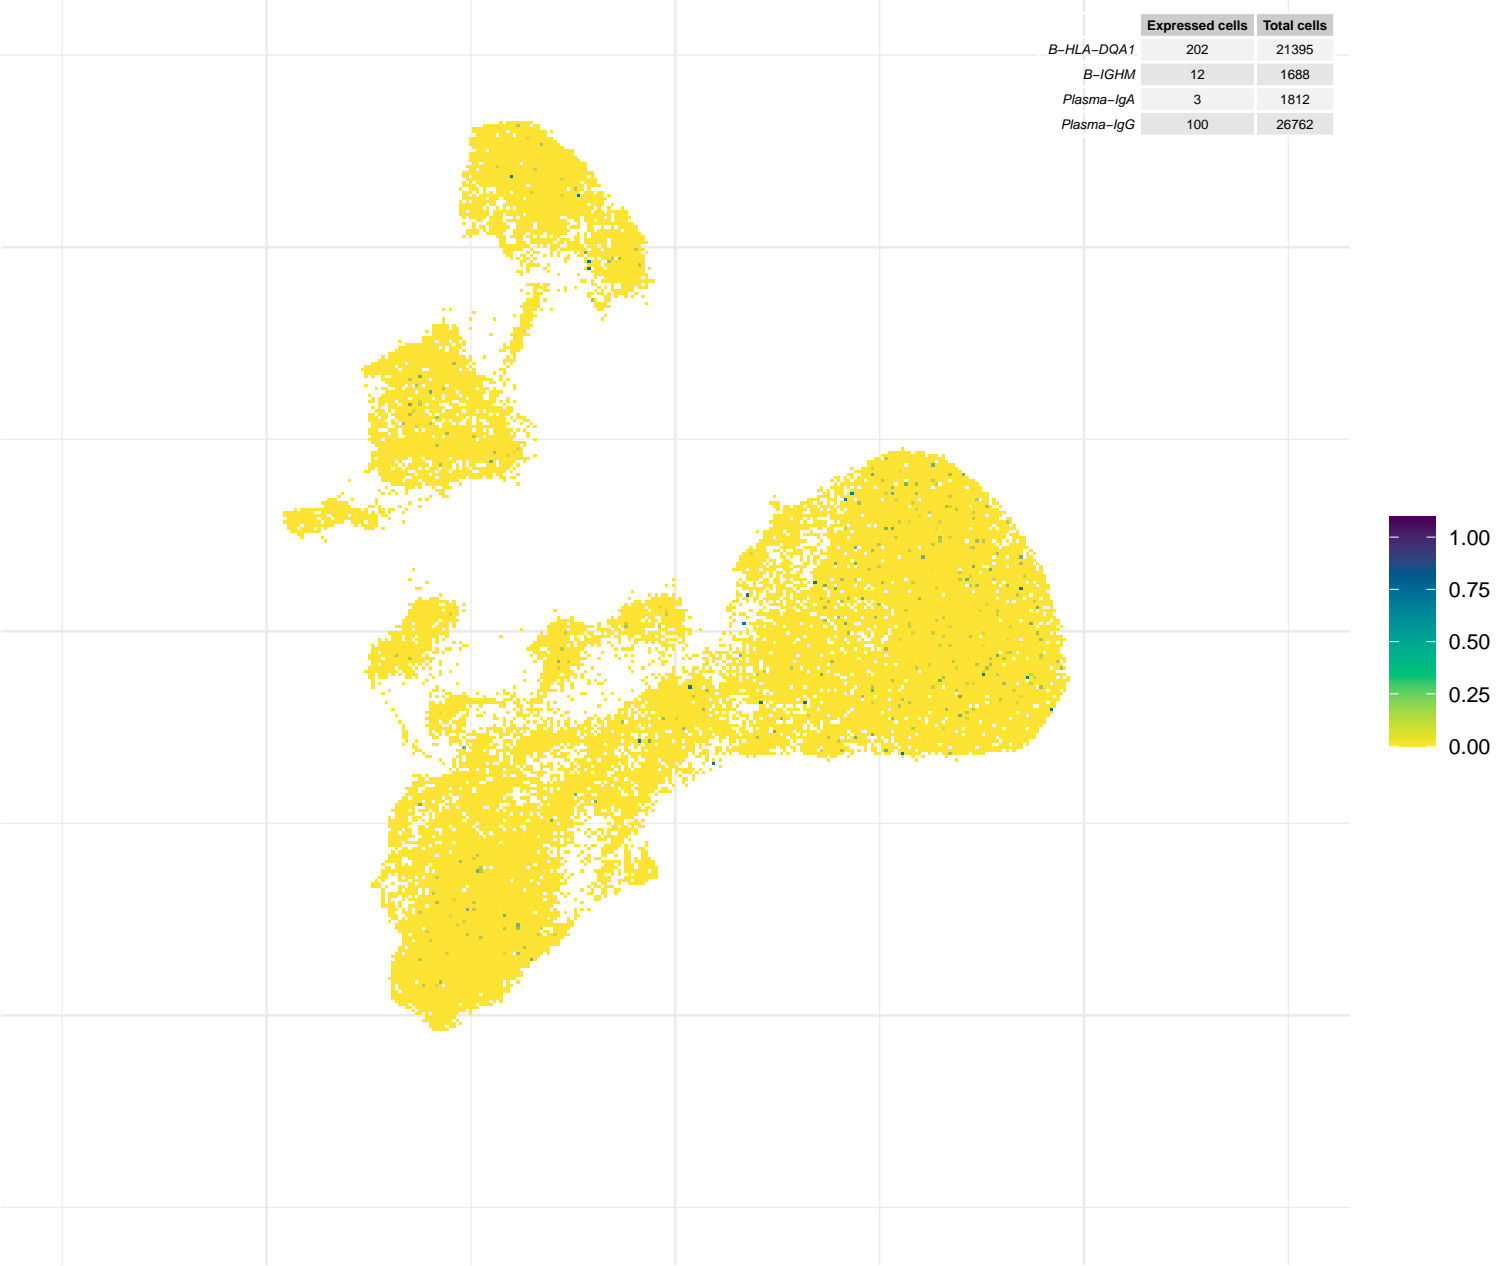 Expressed cells Total cells
B−HLA−DQA1 202 21395
B−IGHM 12 1688
Plasma−IgA 3 1812
Plasma−IgG 100 26762
1.00
0.75
0.50
0.25
0.00